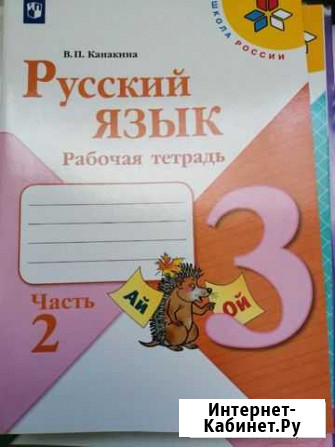 ШКОЛА РОССИИ
В. П. Канакина
Русский
ЯЗЫК
Рабочая тетрадь
3
Часть
2
АЙ
ОЙ
Интернет-
Кабинет.Ру